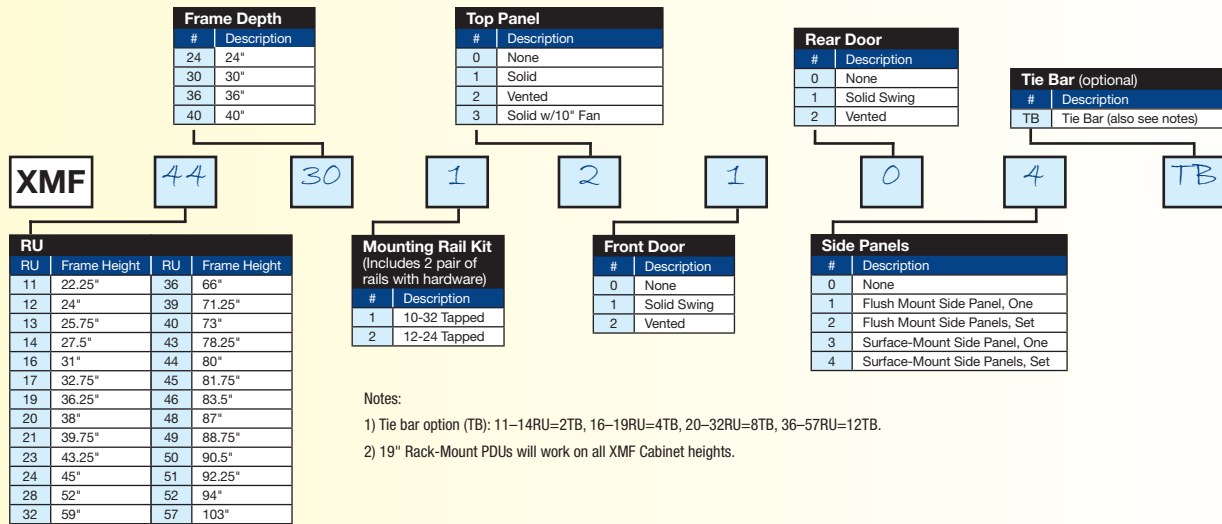 Frame Depth
# Description
24 24"
30 30"
36 36"
40 40"
Top Panel
# Description
0 None
1 Solid
2 Vented
3 Solid w/10" Fan
Rear Door
# Description
0 None
1 Solid Swing
2 Vented
Tie Bar (optional)
# Description
TB Tie Bar (also see notes)
XMF 44 30 1 2 1 0 4 TB
RU
RU Frame Height RU Frame Height
11 22.25" 36 66"
12 24" 39 71.25"
13 25.75" 40 73"
14 27.5" 43 78.25"
16 31" 44 80"
17 32.75" 45 81.75"
19 36.25" 46 83.5"
20 38" 48 87"
21 39.75" 49 88.75"
23 43.25" 50 90.5"
24 45" 51 92.25"
28 52" 52 94"
32 59" 57 103"
Mounting Rail Kit
(Includes 2 pair of
rails with hardware)
# Description
1 10-32 Tapped
2 12-24 Tapped
Front Door
# Description
0 None
1 Solid Swing
2 Vented
Side Panels
# Description
0 None
1 Flush Mount Side Panel, One
2 Flush Mount Side Panels, Set
3 Surface-Mount Side Panel, One
4 Surface-Mount Side Panels, Set
Notes:
1) Tie bar option (TB): 11–14RU=2TB, 16–19RU=4TB, 20–32RU=8TB, 36–57RU=12TB.
2) 19" Rack-Mount PDUs will work on all XMF Cabinet heights.